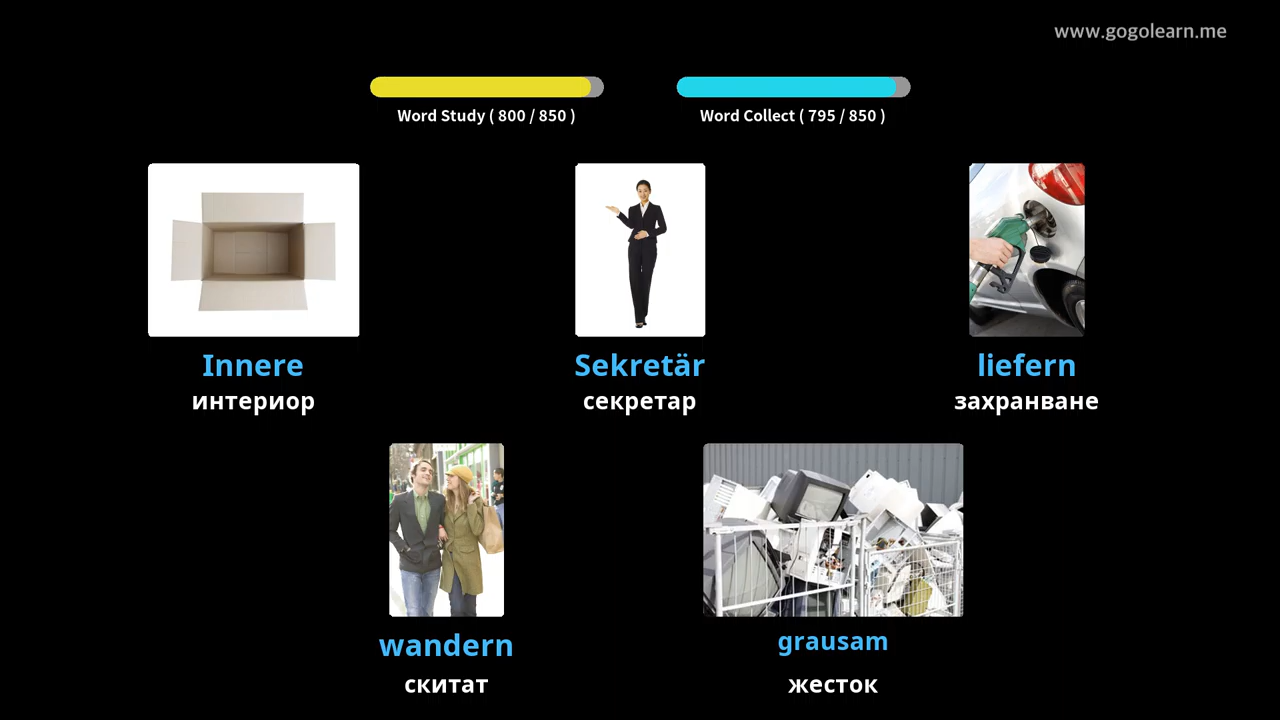 www.gogolearn.me
Word Study ( 800 / 850 )
Word Collect ( 795 / 850 )
Innere
интериор
Sekretär
секретар
liefern
захранване
wandern
скитат
grausam
жесток